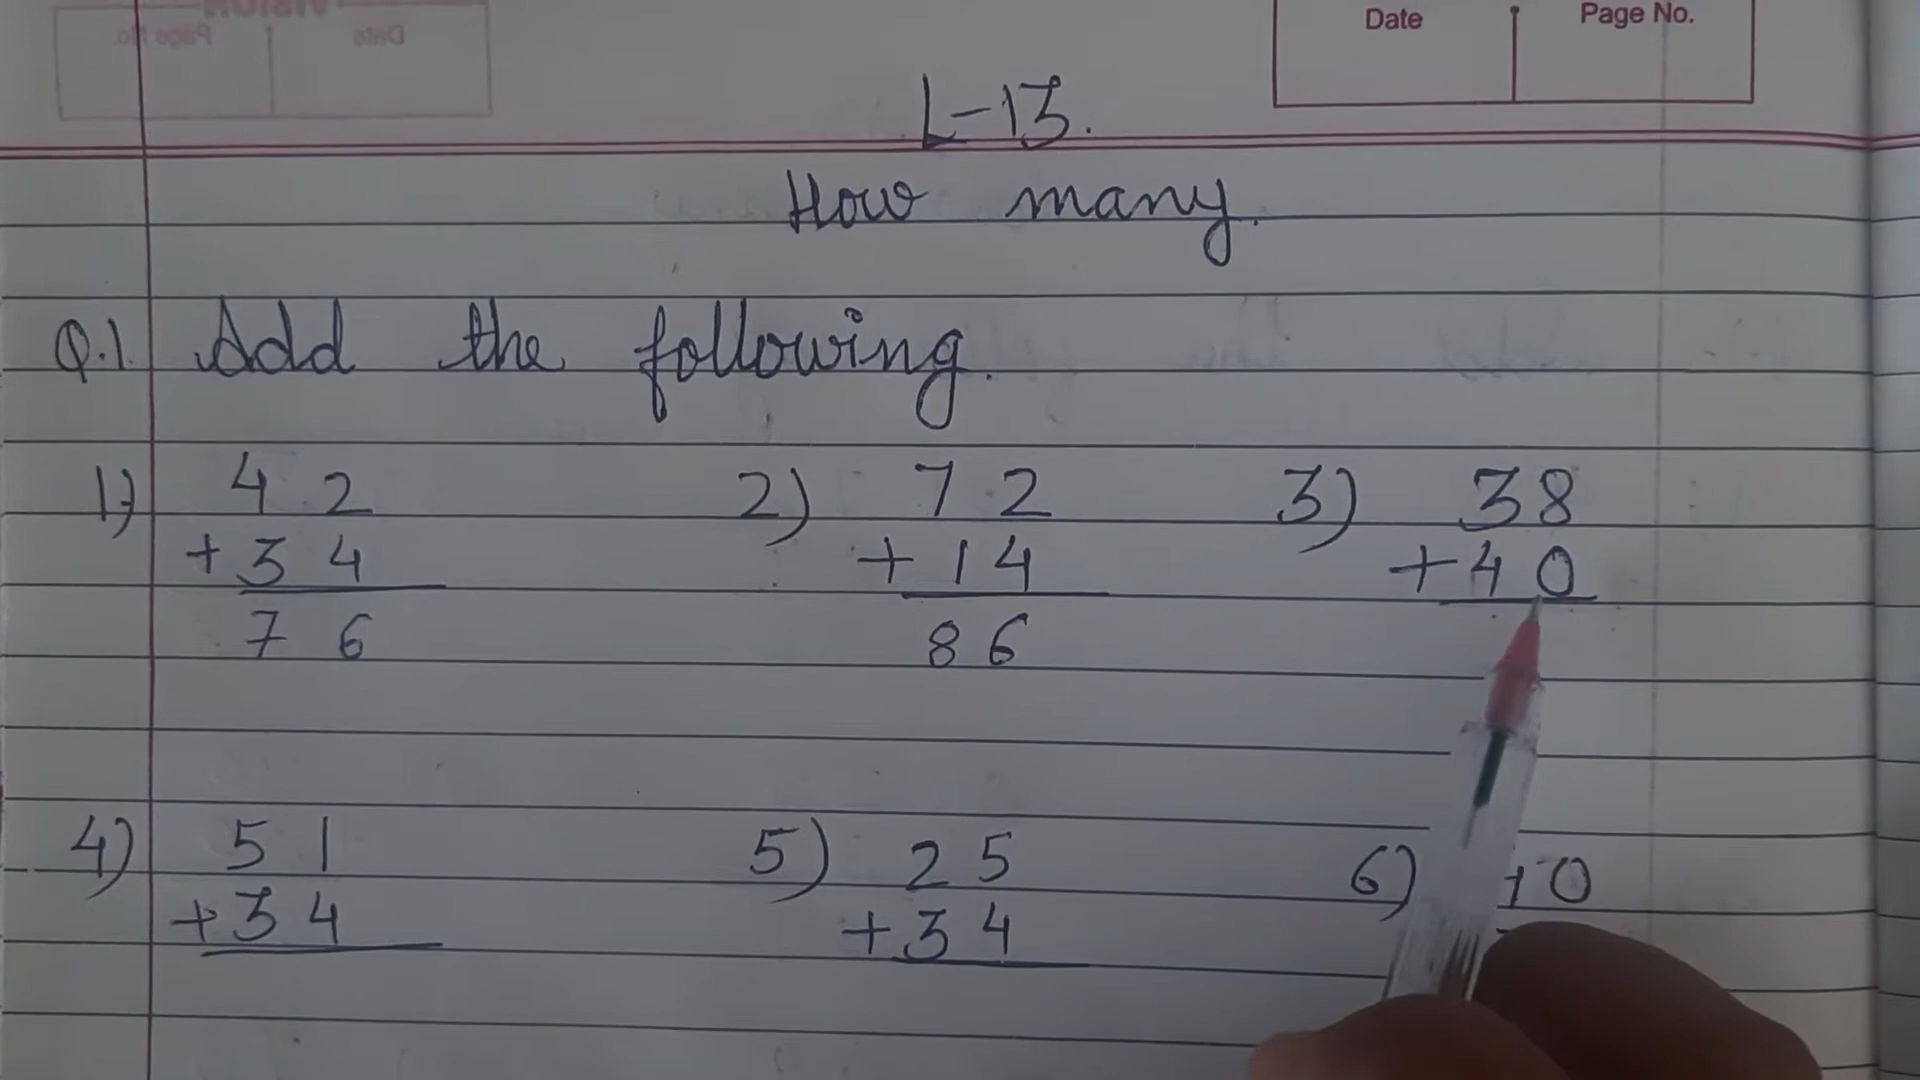 Date Page No.
L-13.
How many.
Q.1. Add the following.
1) 42 2) 72 3) 38
+34 +14 +40
76 86
4) 51 5) 25 6)
+34 +34